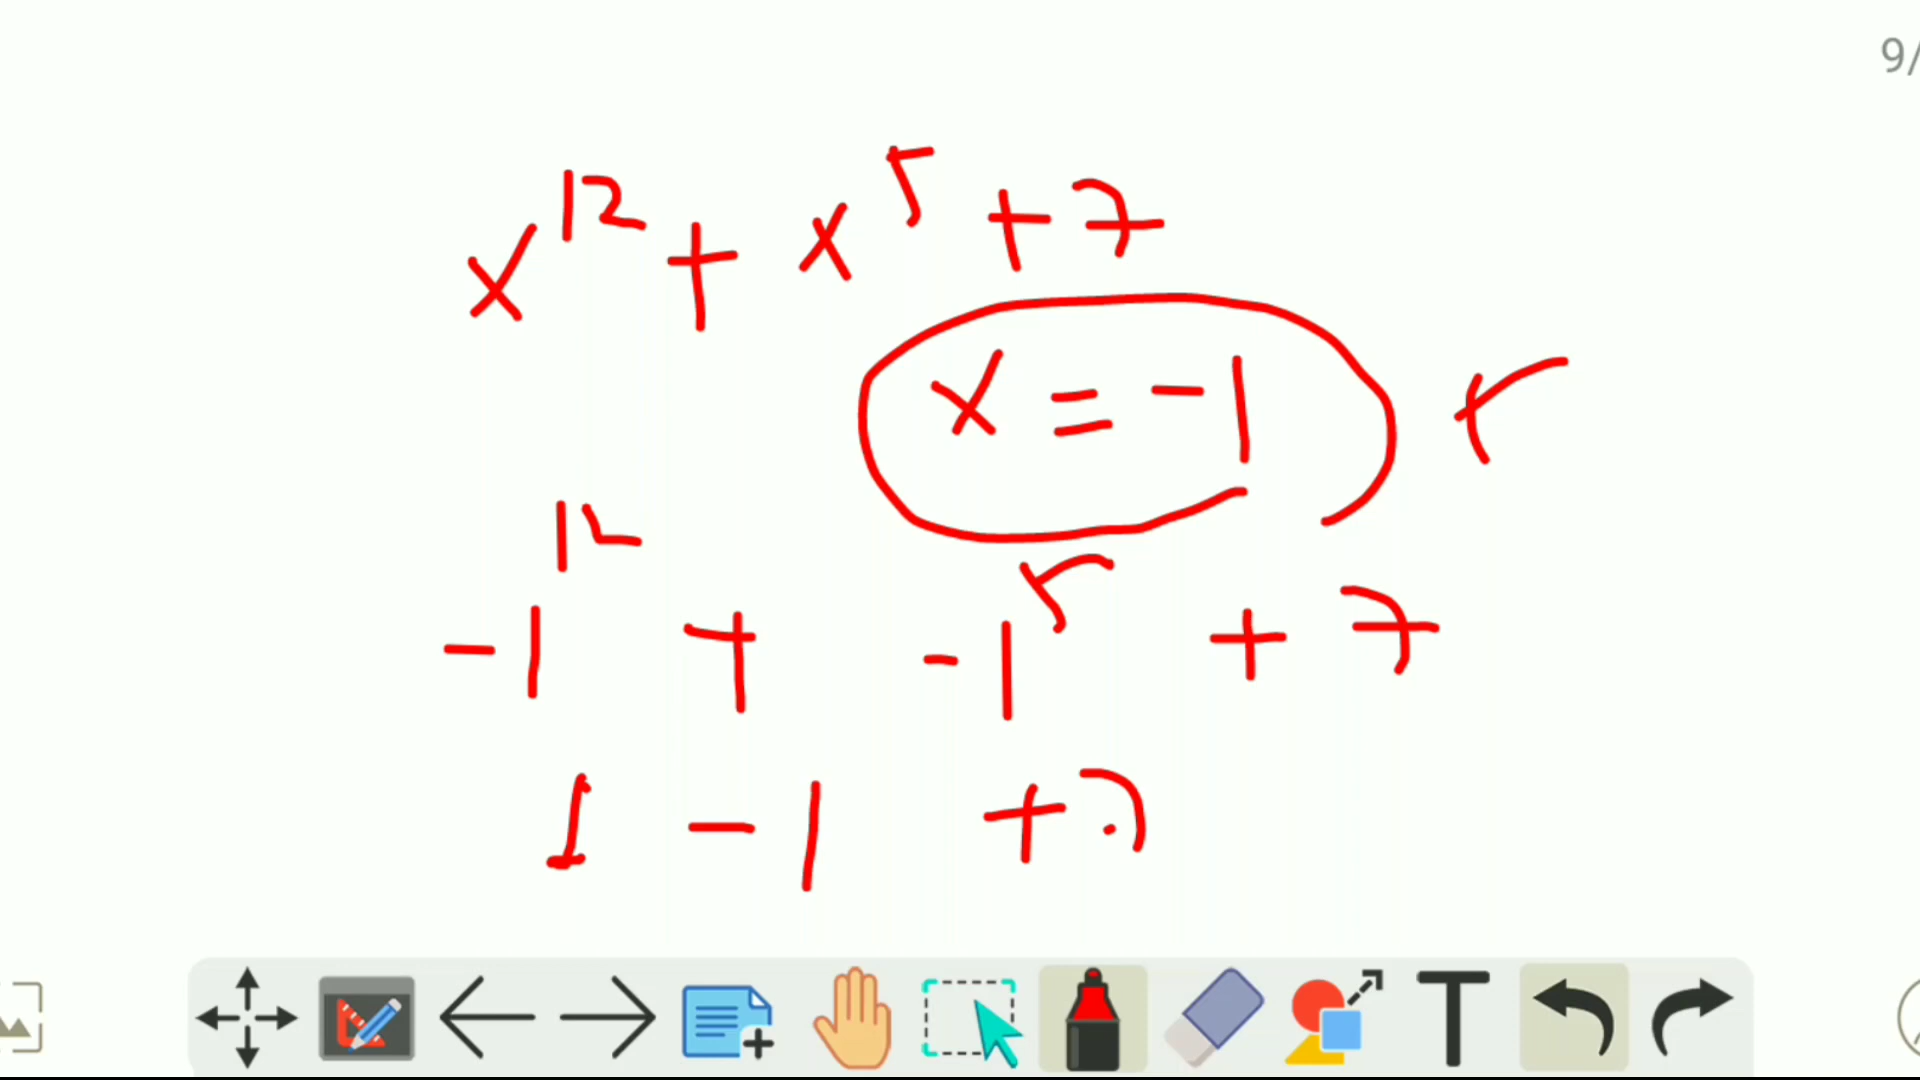 9/
x¹² + x⁵ + 7
x = -1
-1¹² + -1⁵ + 7
1 - 1 + 7
T